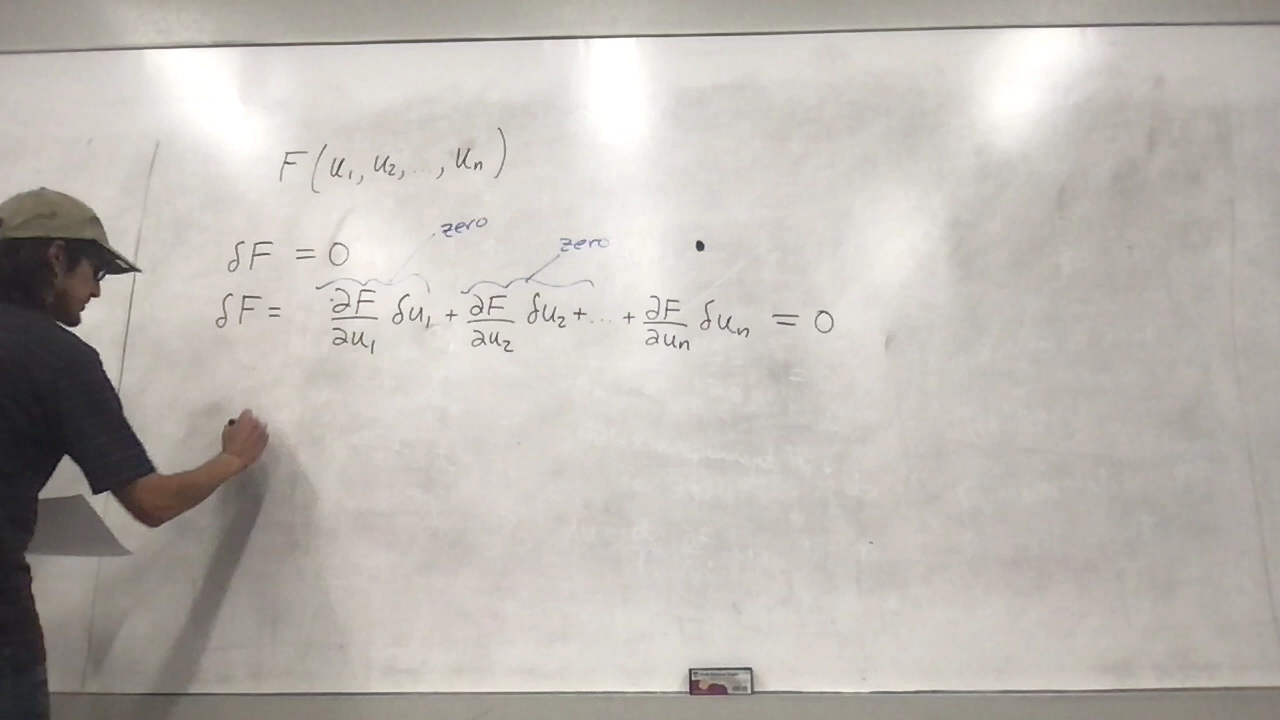 F(u₁, u₂, ..., uₙ)
zero
zero
δF = 0
δF = ∂F/∂u₁ δu₁ + ∂F/∂u₂ δu₂ + ... + ∂F/∂uₙ δuₙ = 0